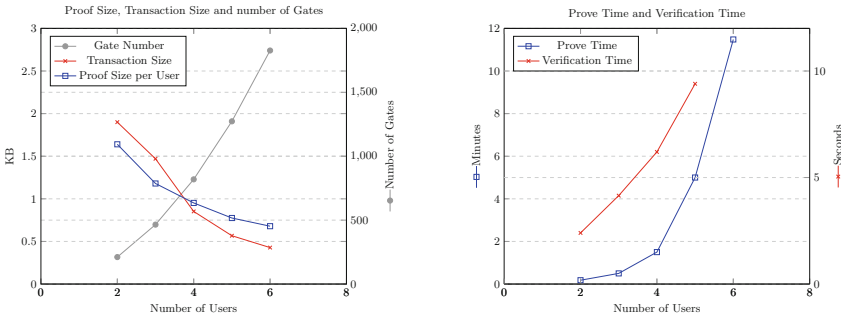 Proof Size, Transaction Size and number of Gates
3
2.5
2
1.5
1
0.5
0
KB
Gate Number
Transaction Size
Proof Size per User
2,000
1,500
1,000
500
0
Number of Gates
0 2 4 6 8
Number of Users
Prove Time and Verification Time
12
10
8
6
4
2
0
Minutes
Prove Time
Verification Time
10
5
0
Seconds
0 2 4 6 8
Number of Users